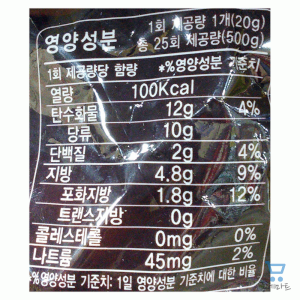 영양성분
1회 제공량 1개(20g)
총 25회 제공량(500g)
1회 제공량당 함량 *%영양성분 기준치
열량 100Kcal
탄수화물 12g 4%
당류 10g
단백질 2g 4%
지방 4.8g 9%
포화지방 1.8g 12%
트랜스지방 0g
콜레스테롤 0mg 0%
나트륨 45mg 2%
*%영양성분 기준치: 1일 영양성분 기준치에 대한 비율